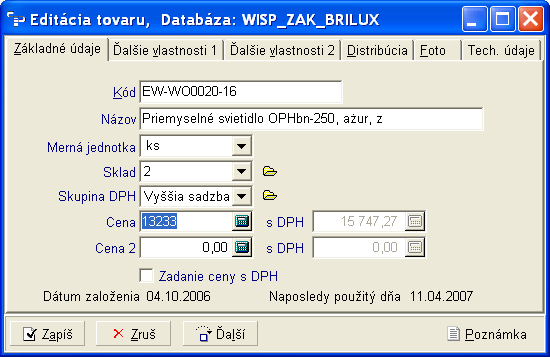 Editácia tovaru, Databáza: WISP_ZAK_BRILUX
Základné údaje Ďalšie vlastnosti 1 Ďalšie vlastnosti 2 Distribúcia Foto Tech. údaje
Kód EW-WO0020-16
Názov Priemyselné svietidlo OPHbn-250, ažur, z
Merná jednotka ks
Sklad 2
Skupina DPH Vyššia sadzba
Cena 13233 s DPH 15 747,27
Cena 2 0,00 s DPH 0,00
Zadanie ceny s DPH
Dátum založenia 04.10.2006 Naposledy použitý dňa 11.04.2007
Zapíš Zruš Ďalší Poznámka